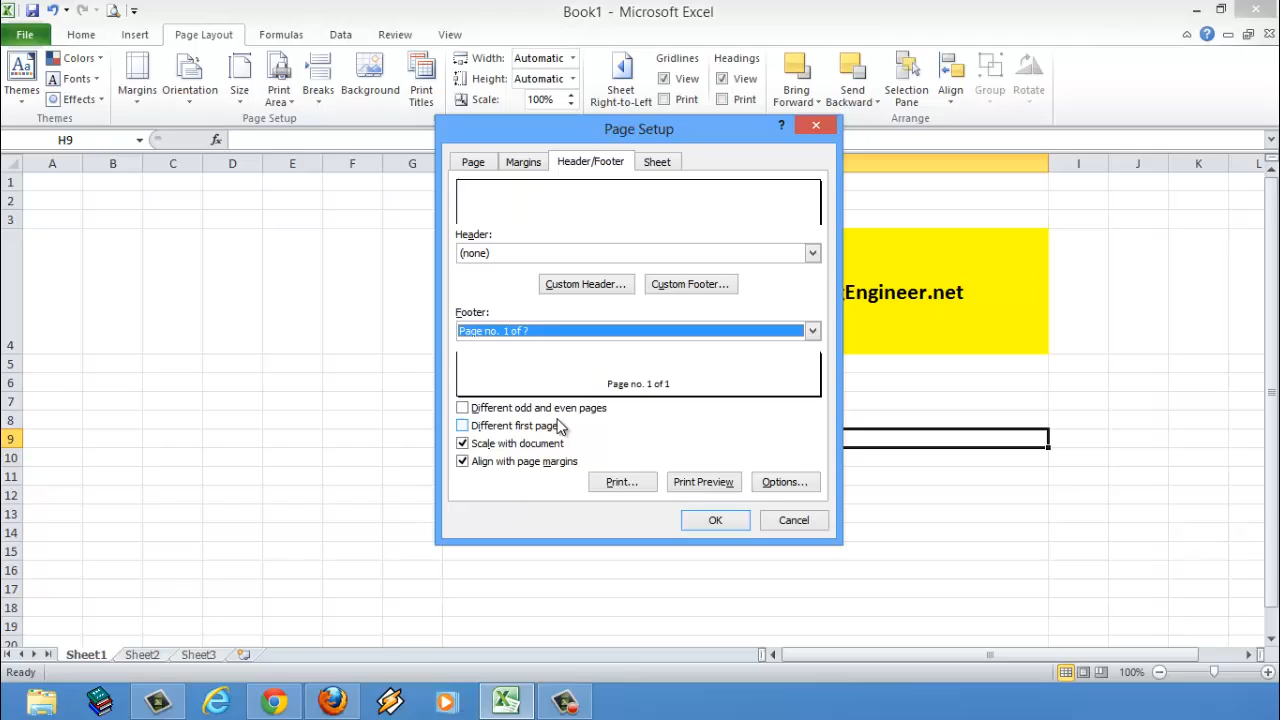 Book1 - Microsoft Excel
File Home Insert Page Layout Formulas Data Review View
Colors Width: Automatic Gridlines Headings
Fonts Height: Automatic View View
Themes Effects Margins Orientation Size Print Area Breaks Background Print Titles Scale: 100% Sheet Right-to-Left Print Print Bring Forward Send Backward Selection Pane Align Group Rotate
Themes Page Setup Arrange
H9 fx
A B C D E F G I J K L
Page Setup
?
Page Margins Header/Footer Sheet
Header:
(none)
Custom Header... Custom Footer...
Footer:
Page no. 1 of ?
Page no. 1 of 1
Different odd and even pages
Different first page
Scale with document
Align with page margins
Print... Print Preview Options...
OK Cancel
Engineer.net
1
2
3
4
5
6
7
8
9
10
11
12
13
14
15
16
17
18
19
20
Sheet1 Sheet2 Sheet3
Ready 100%